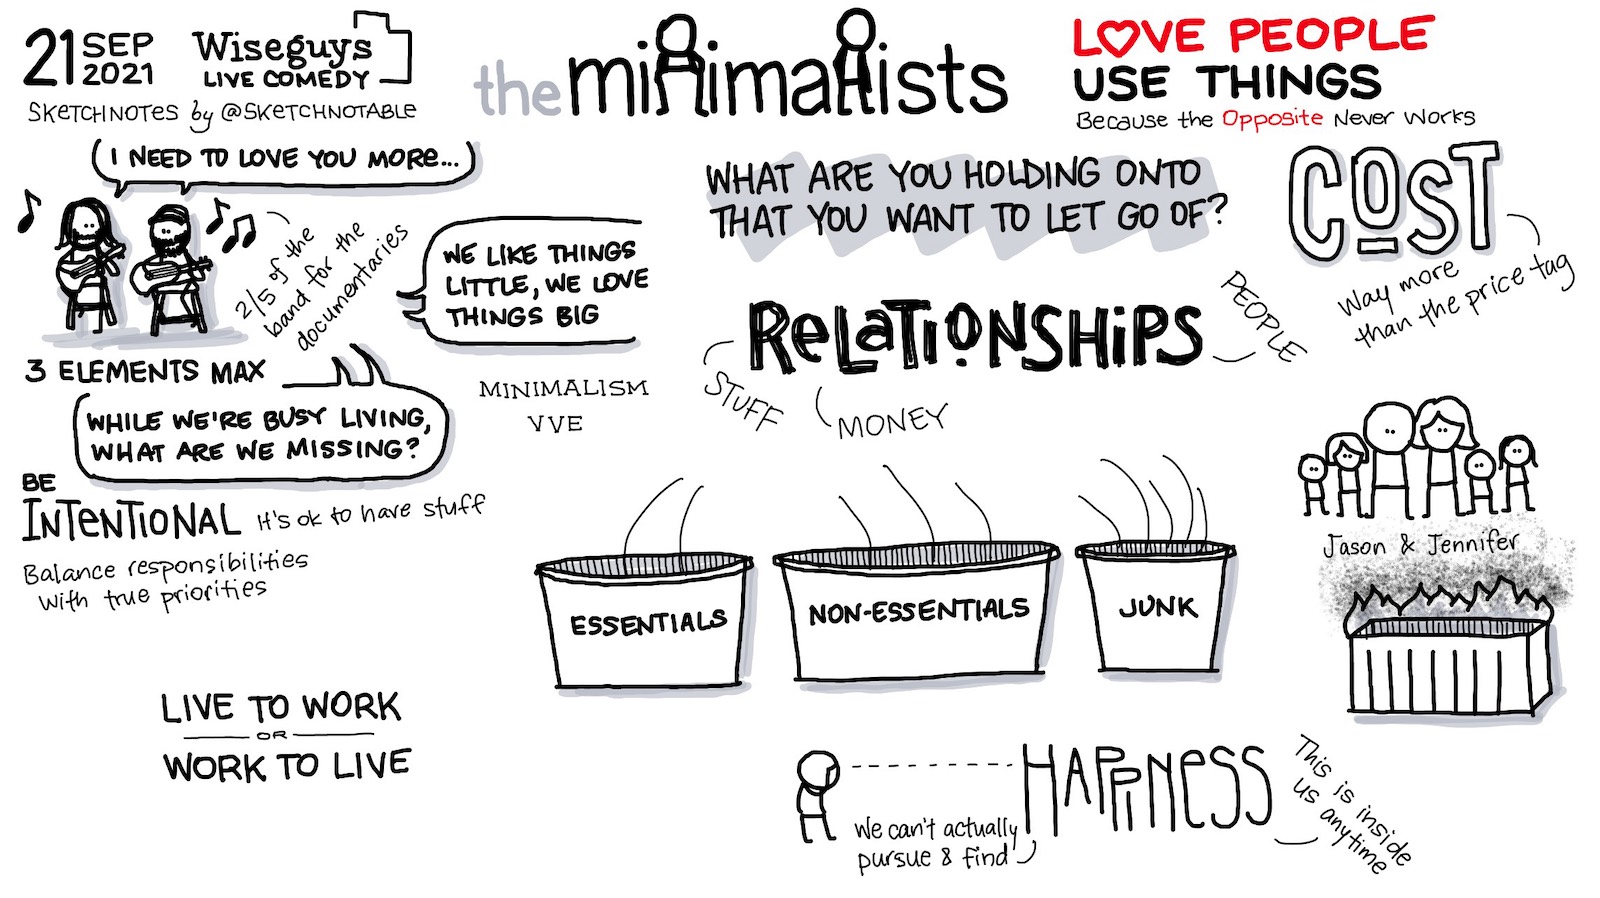 21 SEP
2021
Wiseguys
LIVE COMEDY
SKETCHNOTES by @SKETCHNOTABLE
the minimalists
LOVE PEOPLE
USE THINGS
Because the Opposite Never Works
I NEED TO LOVE YOU MORE...
2/5 of the
band for the
documentaries
WE LIKE THINGS
LITTLE, WE LOVE
THINGS BIG
3 ELEMENTS MAX
WHILE WE'RE BUSY LIVING,
WHAT ARE WE MISSING?
MINIMALISM
VVE
BE
INTENTIONAL It's ok to have stuff
Balance responsibilities
with true priorities
LIVE TO WORK
OR
WORK TO LIVE
WHAT ARE YOU HOLDING ONTO
THAT YOU WANT TO LET GO OF?
RELATIONSHIPS
STUFF
MONEY
PEOPLE
COST
Way more
than the price tag
ESSENTIALS
NON-ESSENTIALS
JUNK
Jason & Jennifer
HAPPINESS
We can't actually
pursue & find
This is inside
us anytime